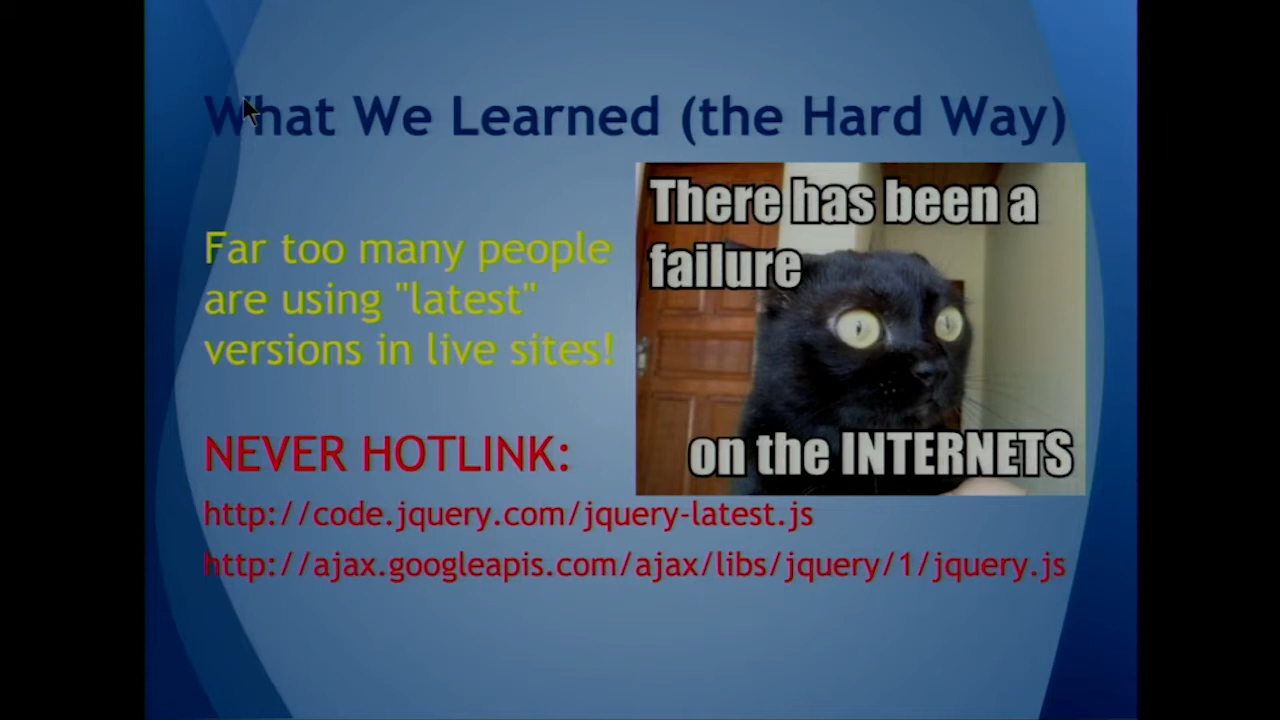 What We Learned (the Hard Way)
Far too many people
are using "latest"
versions in live sites!
There has been a
failure
on the INTERNETS
NEVER HOTLINK:
http://code.jquery.com/jquery-latest.js
http://ajax.googleapis.com/ajax/libs/jquery/1/jquery.js